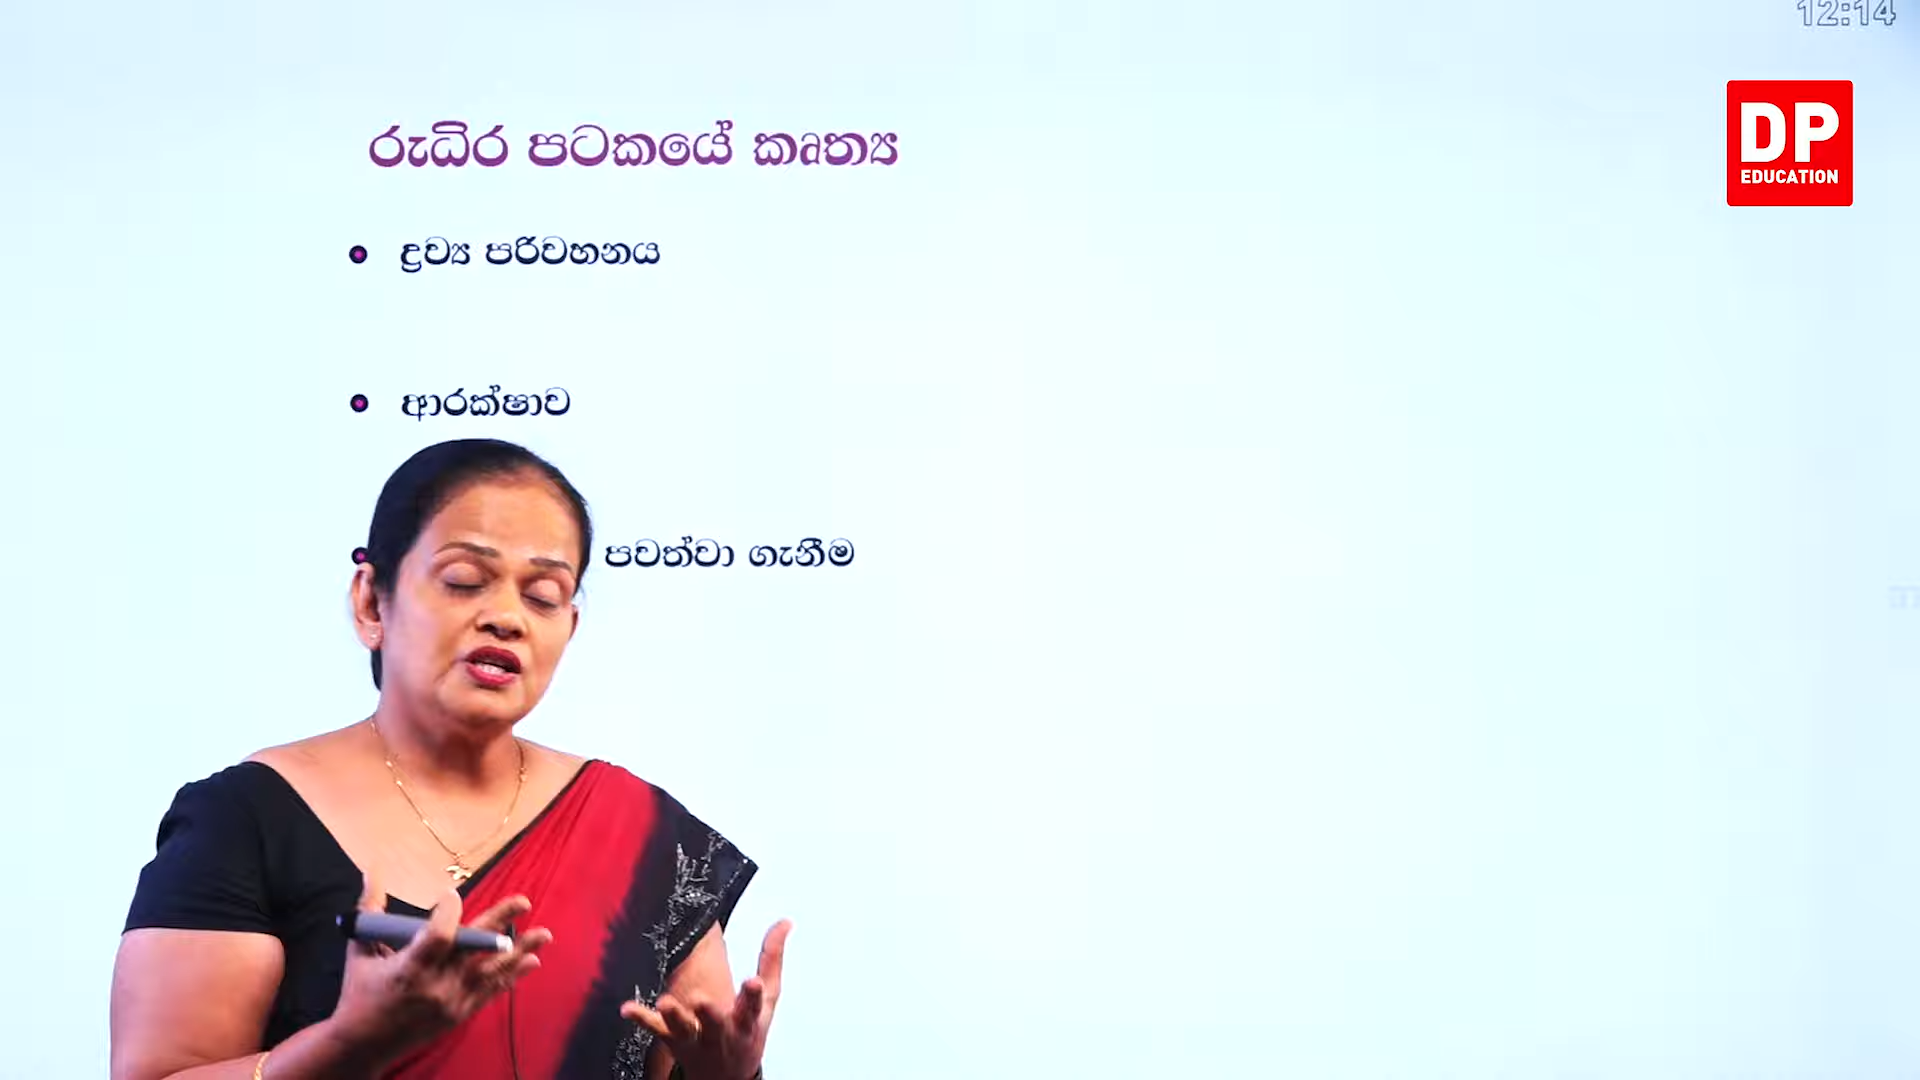 12:14
DP
EDUCATION
රුධිර පටකයේ කෘත්‍ය
ද්‍රව්‍ය පරිවහනය
ආරක්ෂාව
පවත්වා ගැනීම